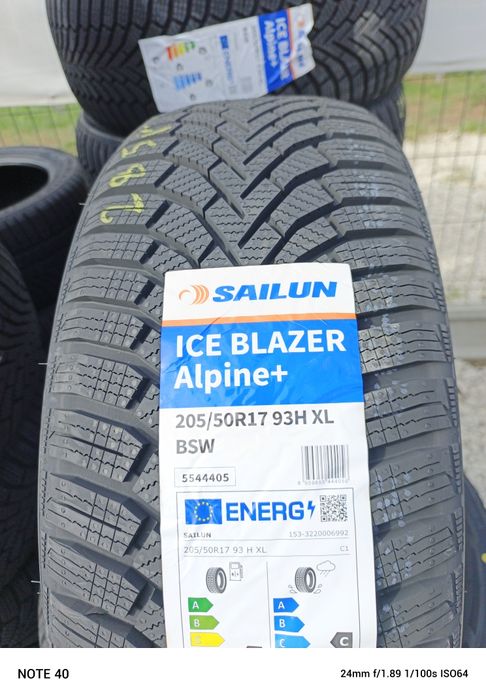 ICE BLAZER
Alpine+
ENERG
SAILUN
ICE BLAZER
Alpine+
205/50R17 93H XL
BSW
5544405
ENERG
SAILUN 153-3220006992
205/50R17 93 H XL C1
A A
B B
C C
NOTE 40 24mm f/1.89 1/100s ISO64